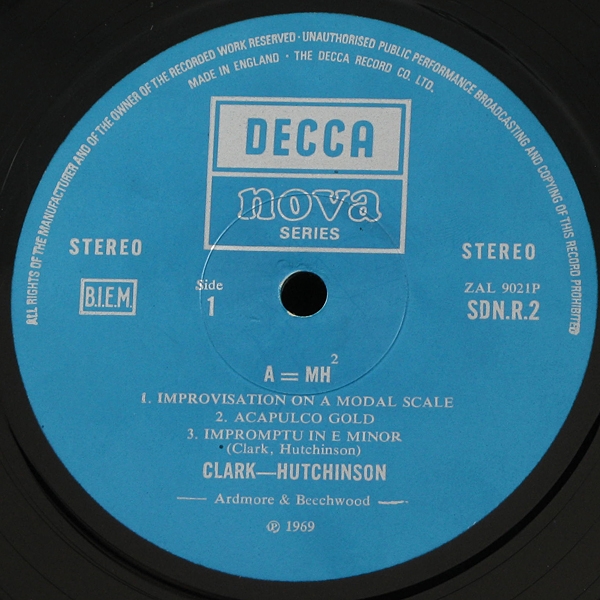 ALL RIGHTS OF THE MANUFACTURER AND OF THE OWNER OF THE RECORDED WORK RESERVED · UNAUTHORISED PUBLIC PERFORMANCE BROADCASTING AND COPYING OF THIS RECORD PROHIBITED
MADE IN ENGLAND · THE DECCA RECORD CO. LTD.
DECCA
nova
SERIES
STEREO
STEREO
B.I.E.M.
Side
1
ZAL 9021P
SDN.R.2
A = MH²
1. IMPROVISATION ON A MODAL SCALE
2. ACAPULCO GOLD
3. IMPROMPTU IN E MINOR
(Clark, Hutchinson)
CLARK—HUTCHINSON
— Ardmore & Beechwood —
℗ 1969